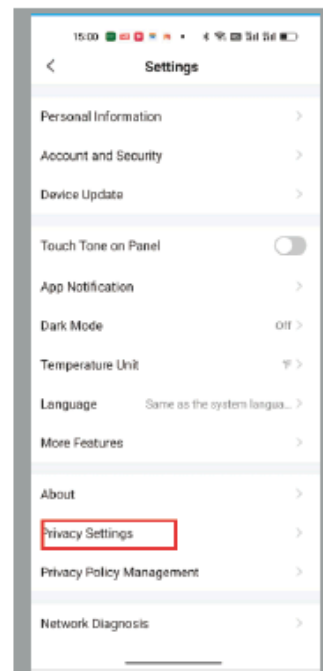 15:00
Settings
Personal Information
Account and Security
Device Update
Touch Tone on Panel
App Notification
Dark Mode Off
Temperature Unit °F
Language Same as the system langua...
More Features
About
Privacy Settings
Privacy Policy Management
Network Diagnosis